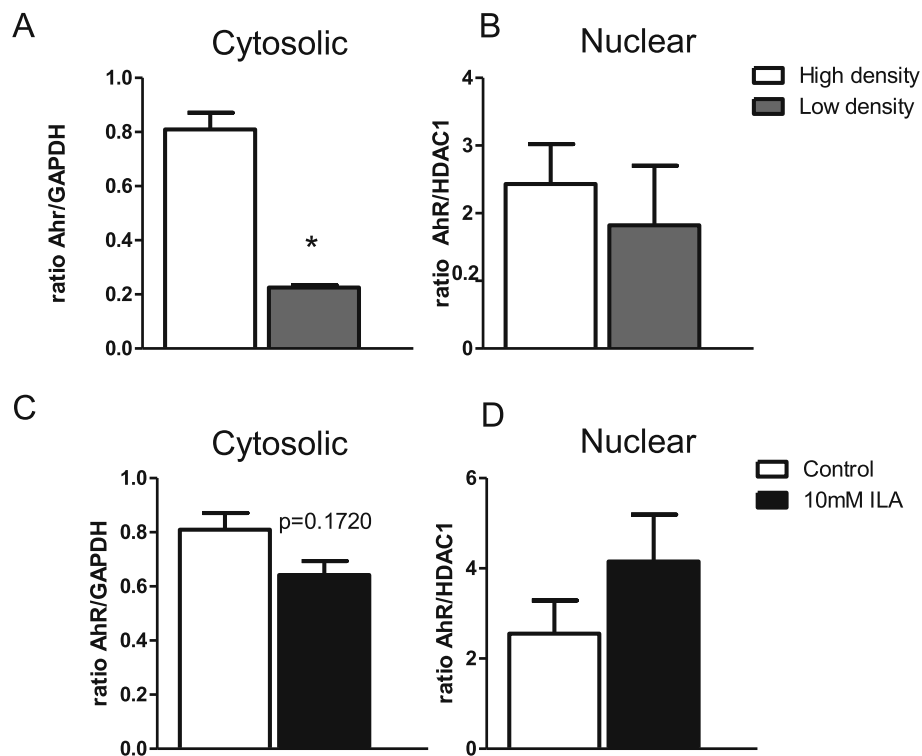 A
Cytosolic
ratio Ahr/GAPDH
1.0
0.8
0.6
0.4
0.2
0.0
*
B
Nuclear
ratio AhR/HDAC1
4
3
2
0.2
0
High density
Low density
C
Cytosolic
ratio AhR/GAPDH
1.0
0.8
0.6
0.4
0.2
0.0
p=0.1720
D
Nuclear
ratio AhR/HDAC1
6
4
2
0
Control
10mM ILA